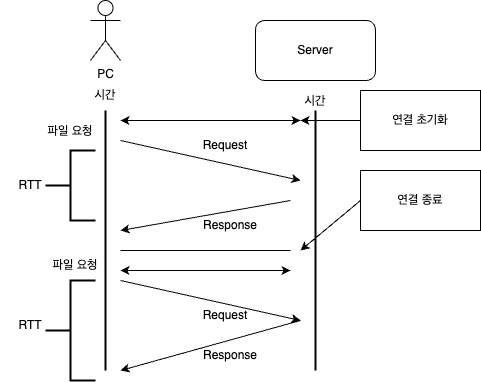 Server
PC
시간
시간
연결 초기화
파일 요청
Request
RTT
연결 종료
Response
파일 요청
Request
RTT
Response